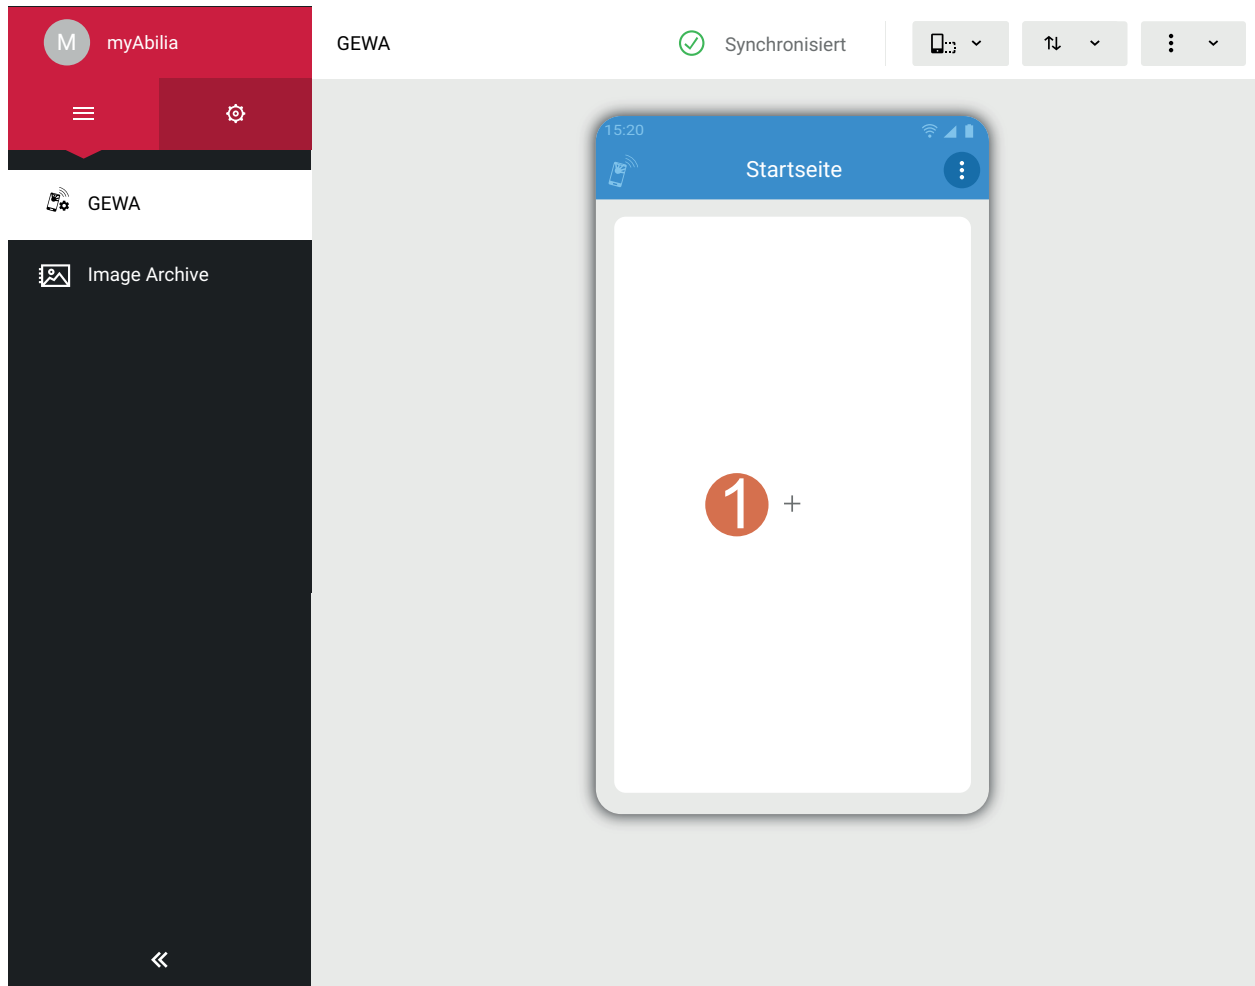 M myAbilia
GEWA
Synchronisiert
GEWA
Image Archive
15:20
Startseite
1 +